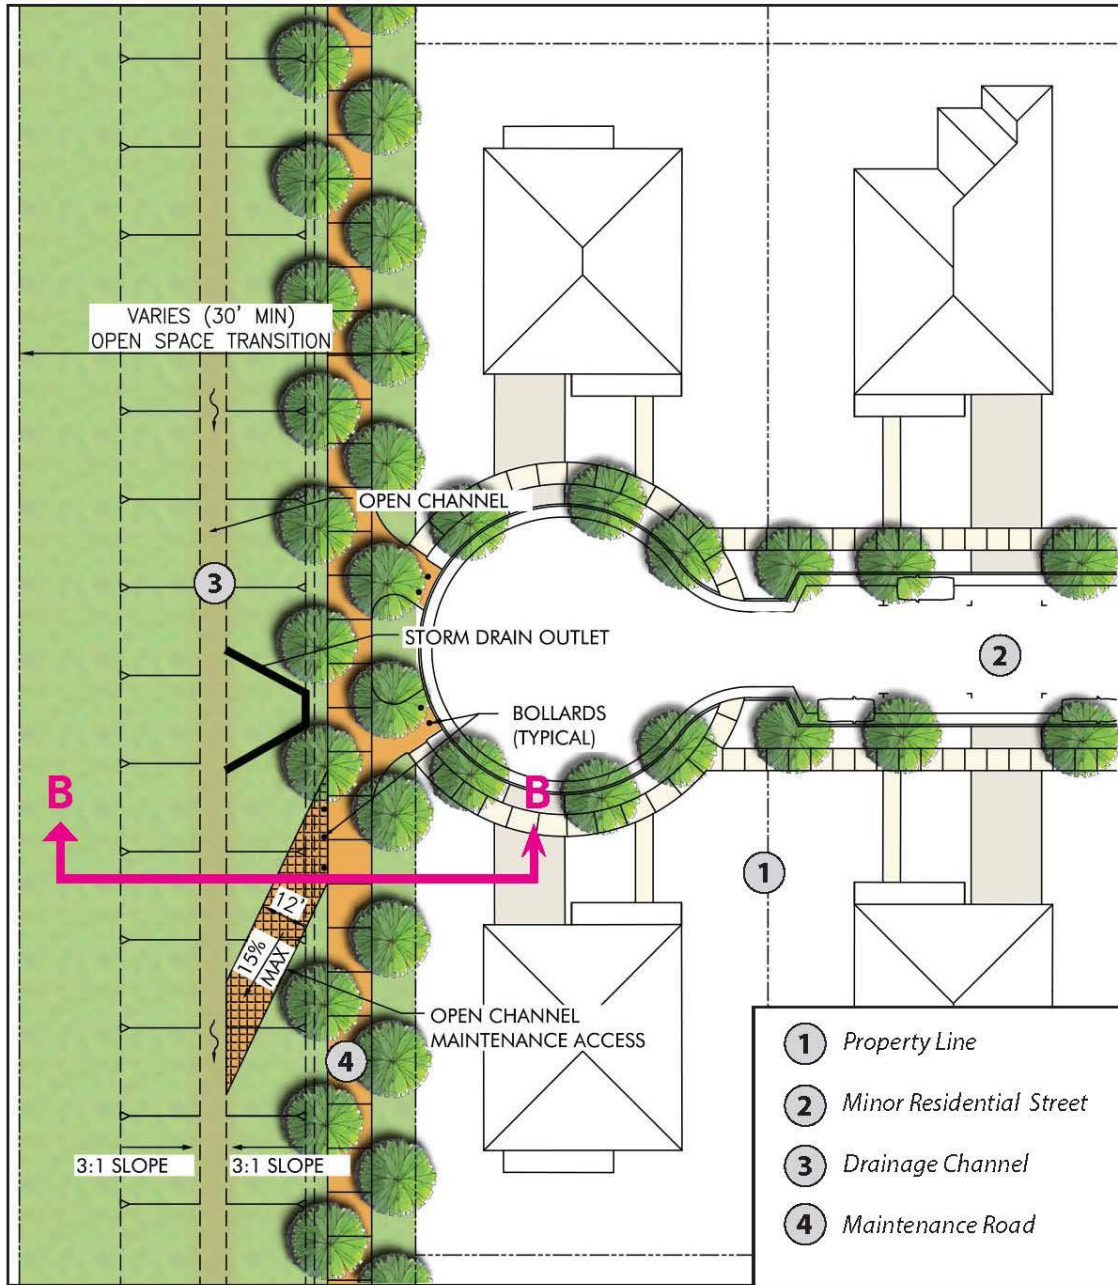 VARIES (30' MIN)
OPEN SPACE TRANSITION
OPEN CHANNEL
3
STORM DRAIN OUTLET
2
BOLLARDS
(TYPICAL)
B
B
1
12'
15%
MAX
OPEN CHANNEL
MAINTENANCE ACCESS
4
3:1 SLOPE
3:1 SLOPE
1 Property Line
2 Minor Residential Street
3 Drainage Channel
4 Maintenance Road